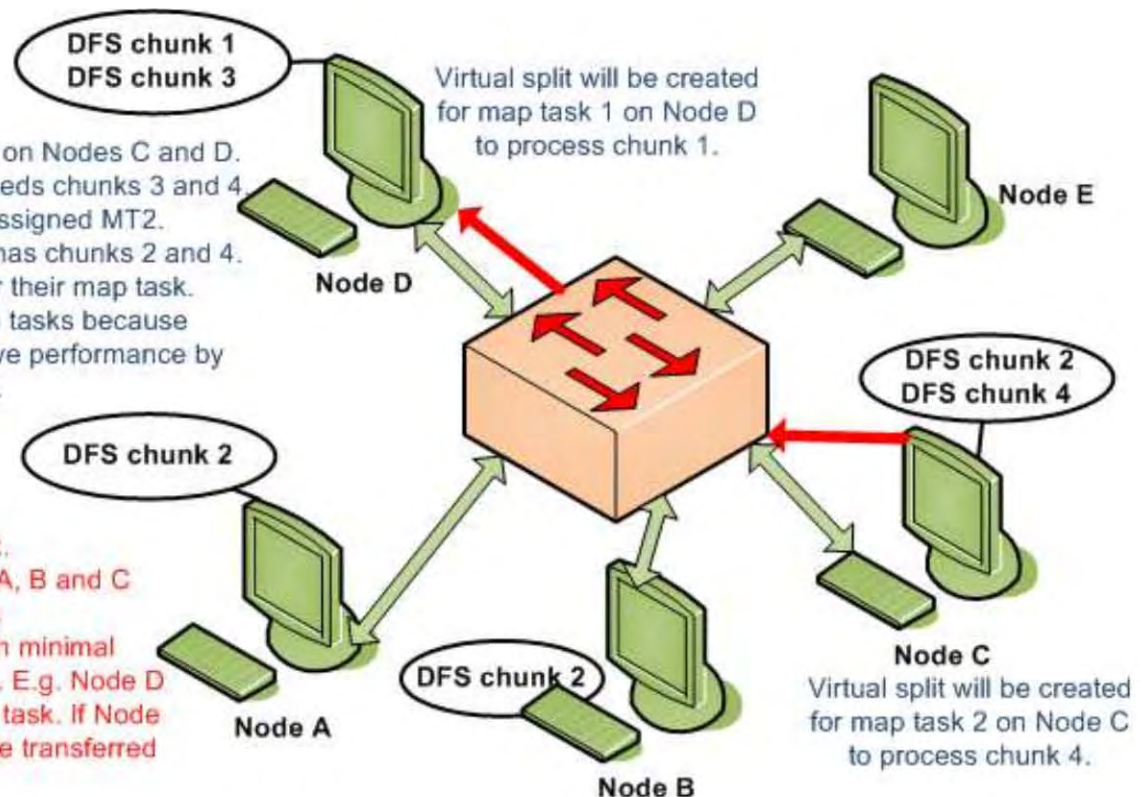 DFS chunk 1
DFS chunk 3
Virtual split will be created
for map task 1 on Node D
to process chunk 1.
on Nodes C and D.
eds chunks 3 and 4.
ssigned MT2.
has chunks 2 and 4.
r their map task.
tasks because
ve performance by
Node D
Node E
DFS chunk 2
DFS chunk 4
DFS chunk 2
A, B and C
minimal
. E.g. Node D
task. If Node
e transferred
Node A
DFS chunk 2
Node B
Node C
Virtual split will be created
for map task 2 on Node C
to process chunk 4.